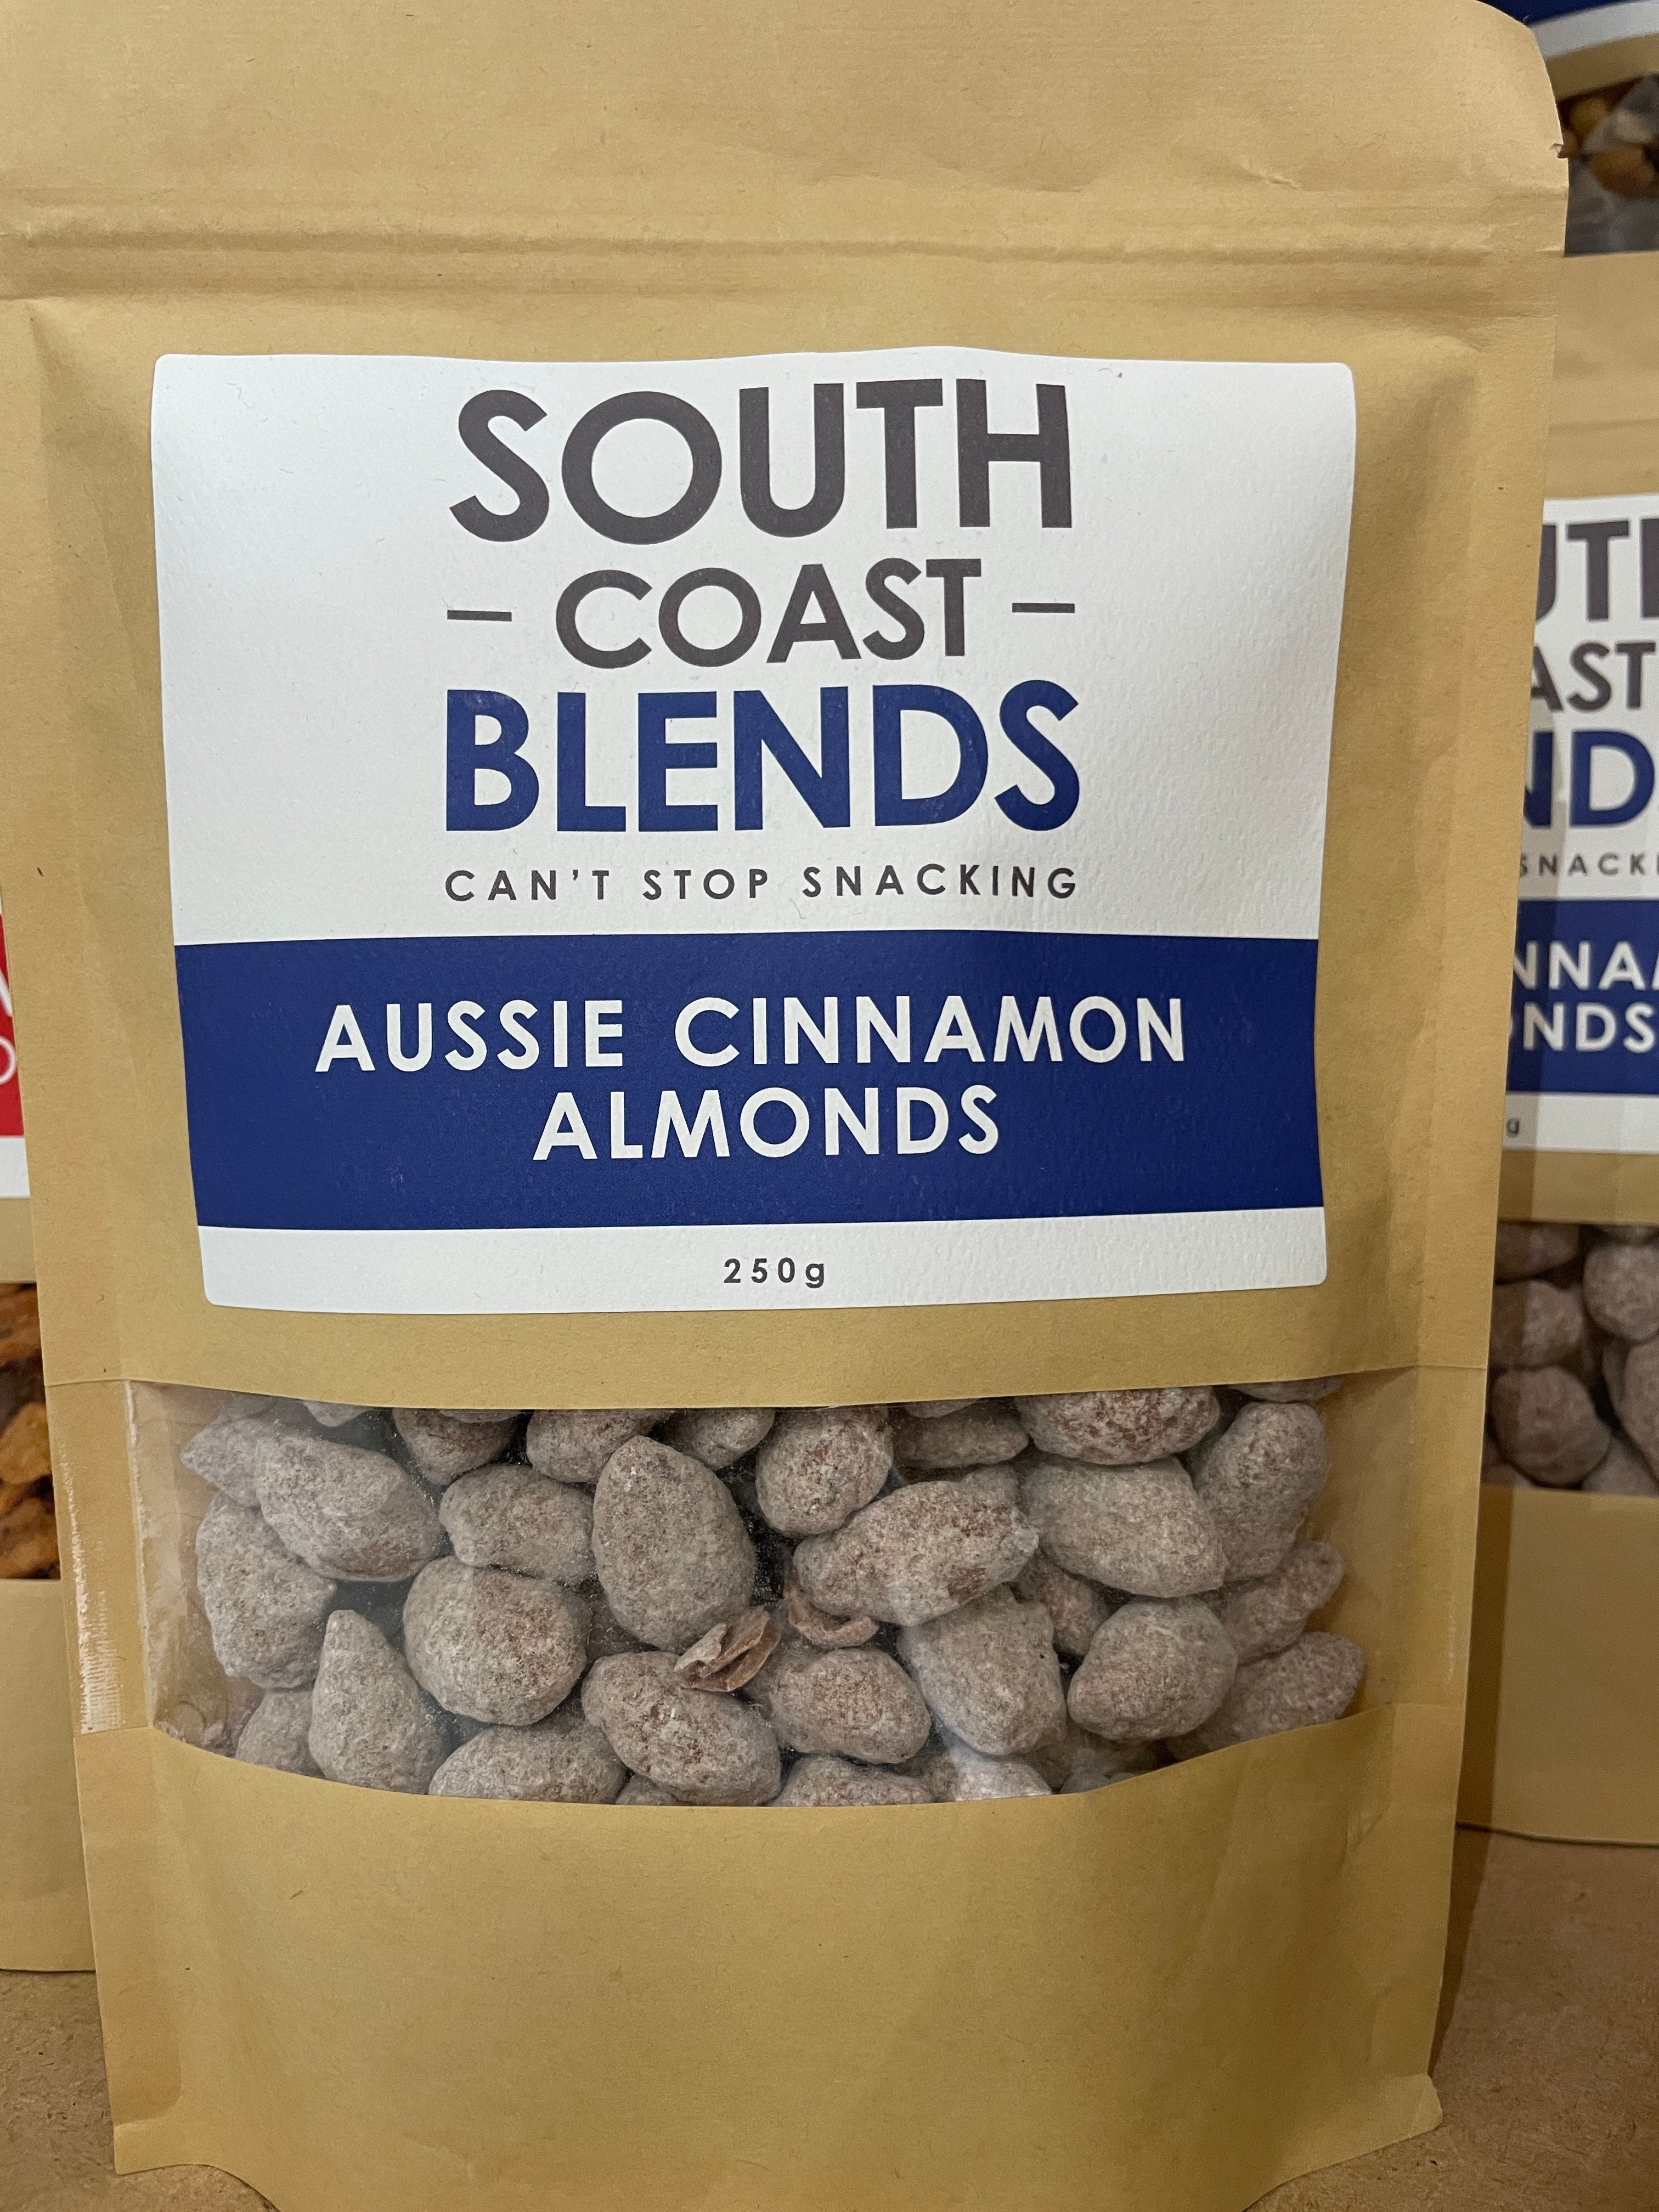 SOUTH
– COAST –
BLENDS
CAN'T STOP SNACKING
AUSSIE CINNAMON
ALMONDS
250g